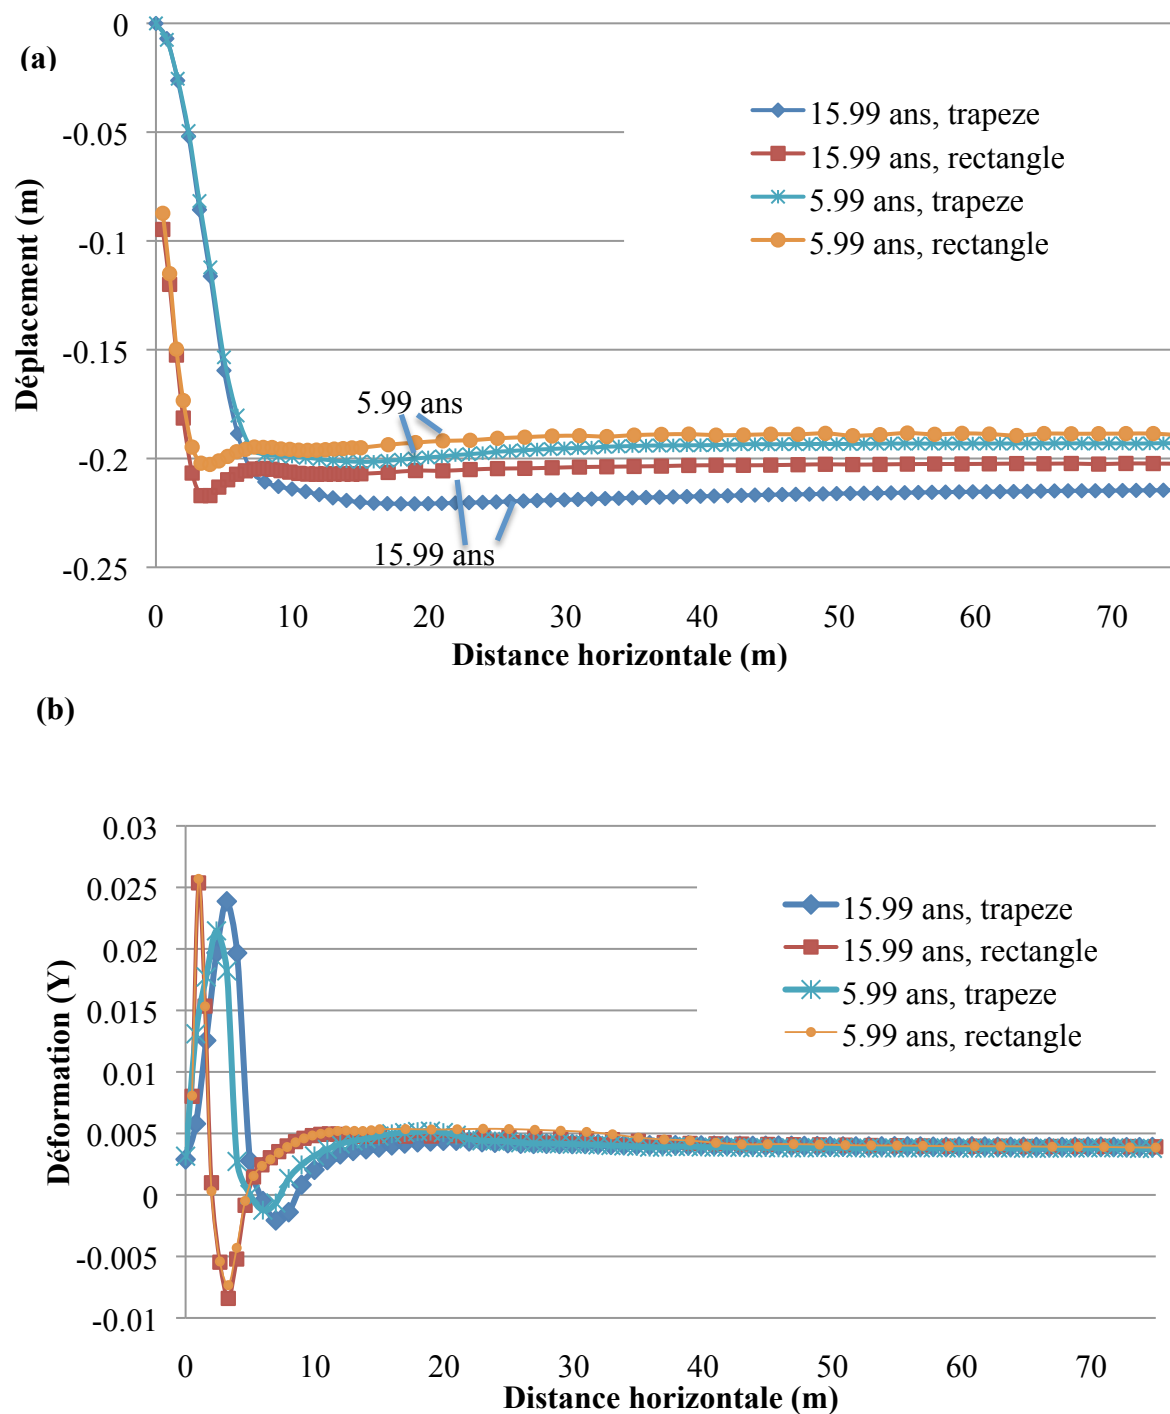 (a)
0
-0.05
-0.1
-0.15
-0.2
-0.25
Déplacement (m)
15.99 ans, trapeze
15.99 ans, rectangle
5.99 ans, trapeze
5.99 ans, rectangle
5.99 ans
15.99 ans
0 10 20 30 40 50 60 70
Distance horizontale (m)
(b)
0.03
0.025
0.02
0.015
0.01
0.005
0
-0.005
-0.01
Déformation (Y)
15.99 ans, trapeze
15.99 ans, rectangle
5.99 ans, trapeze
5.99 ans, rectangle
0 10 20 30 40 50 60 70
Distance horizontale (m)